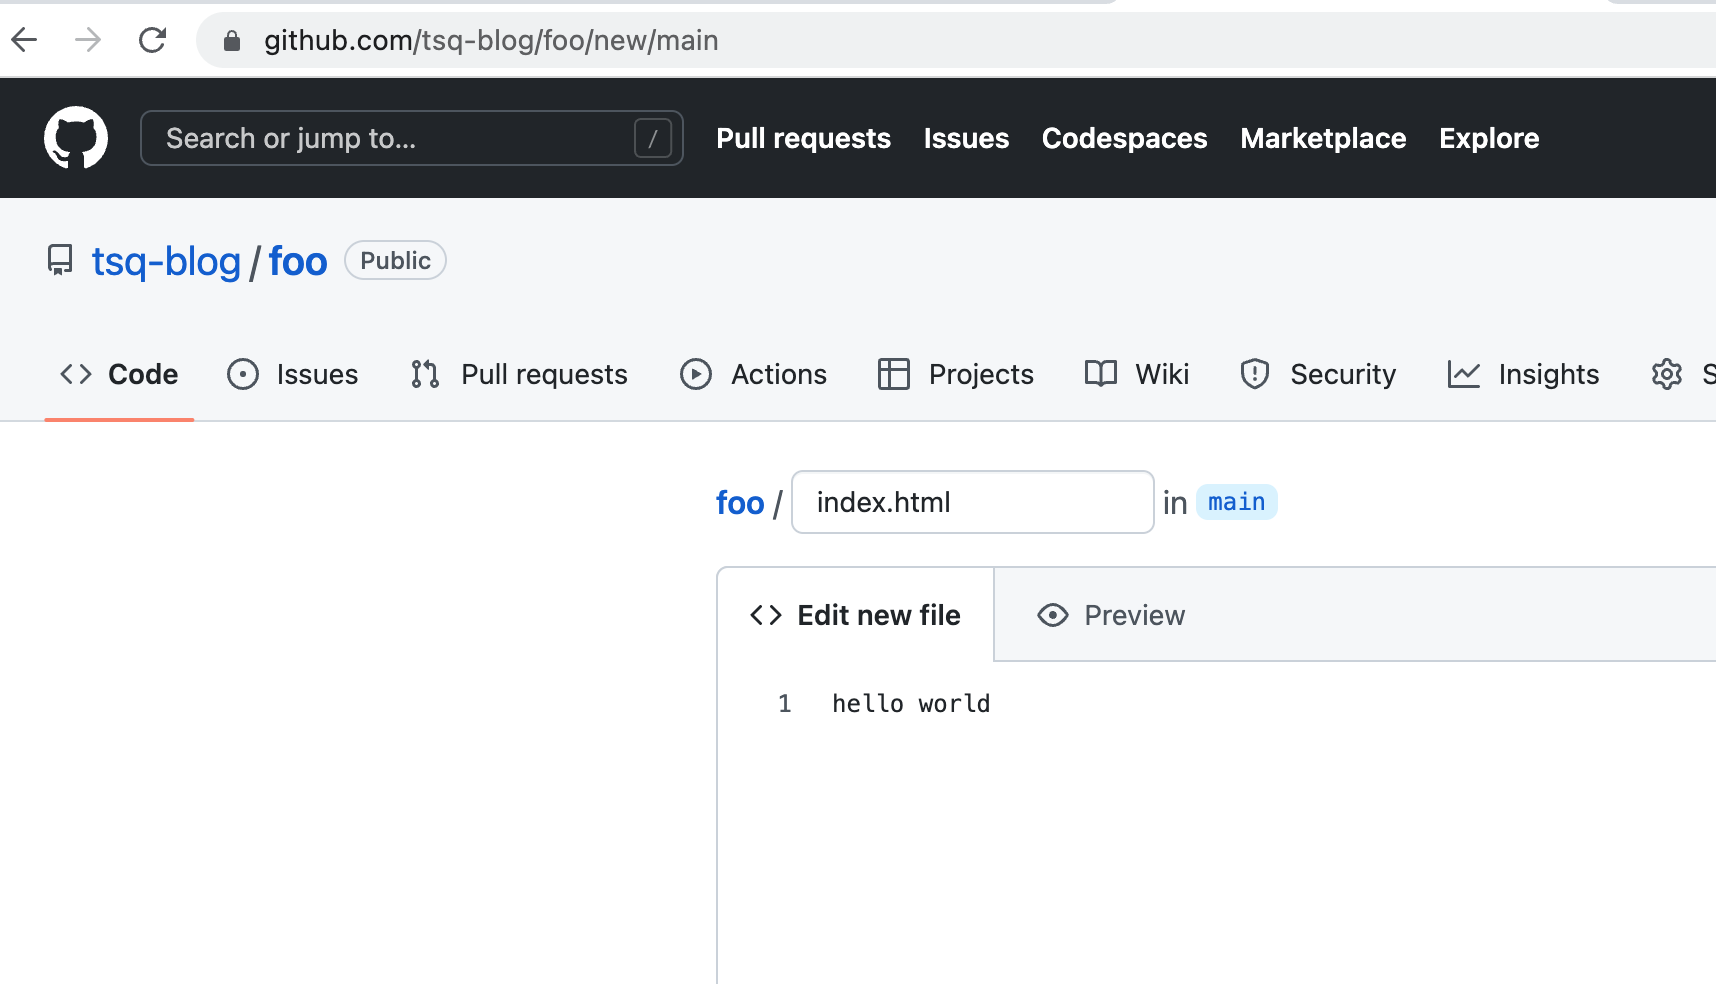 github.com/tsq-blog/foo/new/main
Search or jump to... / Pull requests Issues Codespaces Marketplace Explore
tsq-blog / foo Public
Code Issues Pull requests Actions Projects Wiki Security Insights S
foo / index.html in main
Edit new file Preview
1 hello world